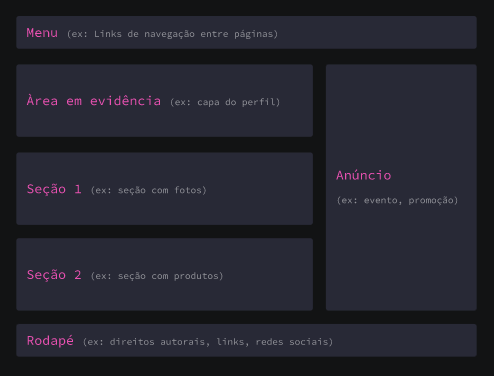 Menu (ex: Links de navegação entre páginas)
Àrea em evidência (ex: capa do perfil)
Seção 1 (ex: seção com fotos)
Anúncio
(ex: evento, promoção)
Seção 2 (ex: seção com produtos)
Rodapé (ex: direitos autorais, links, redes sociais)